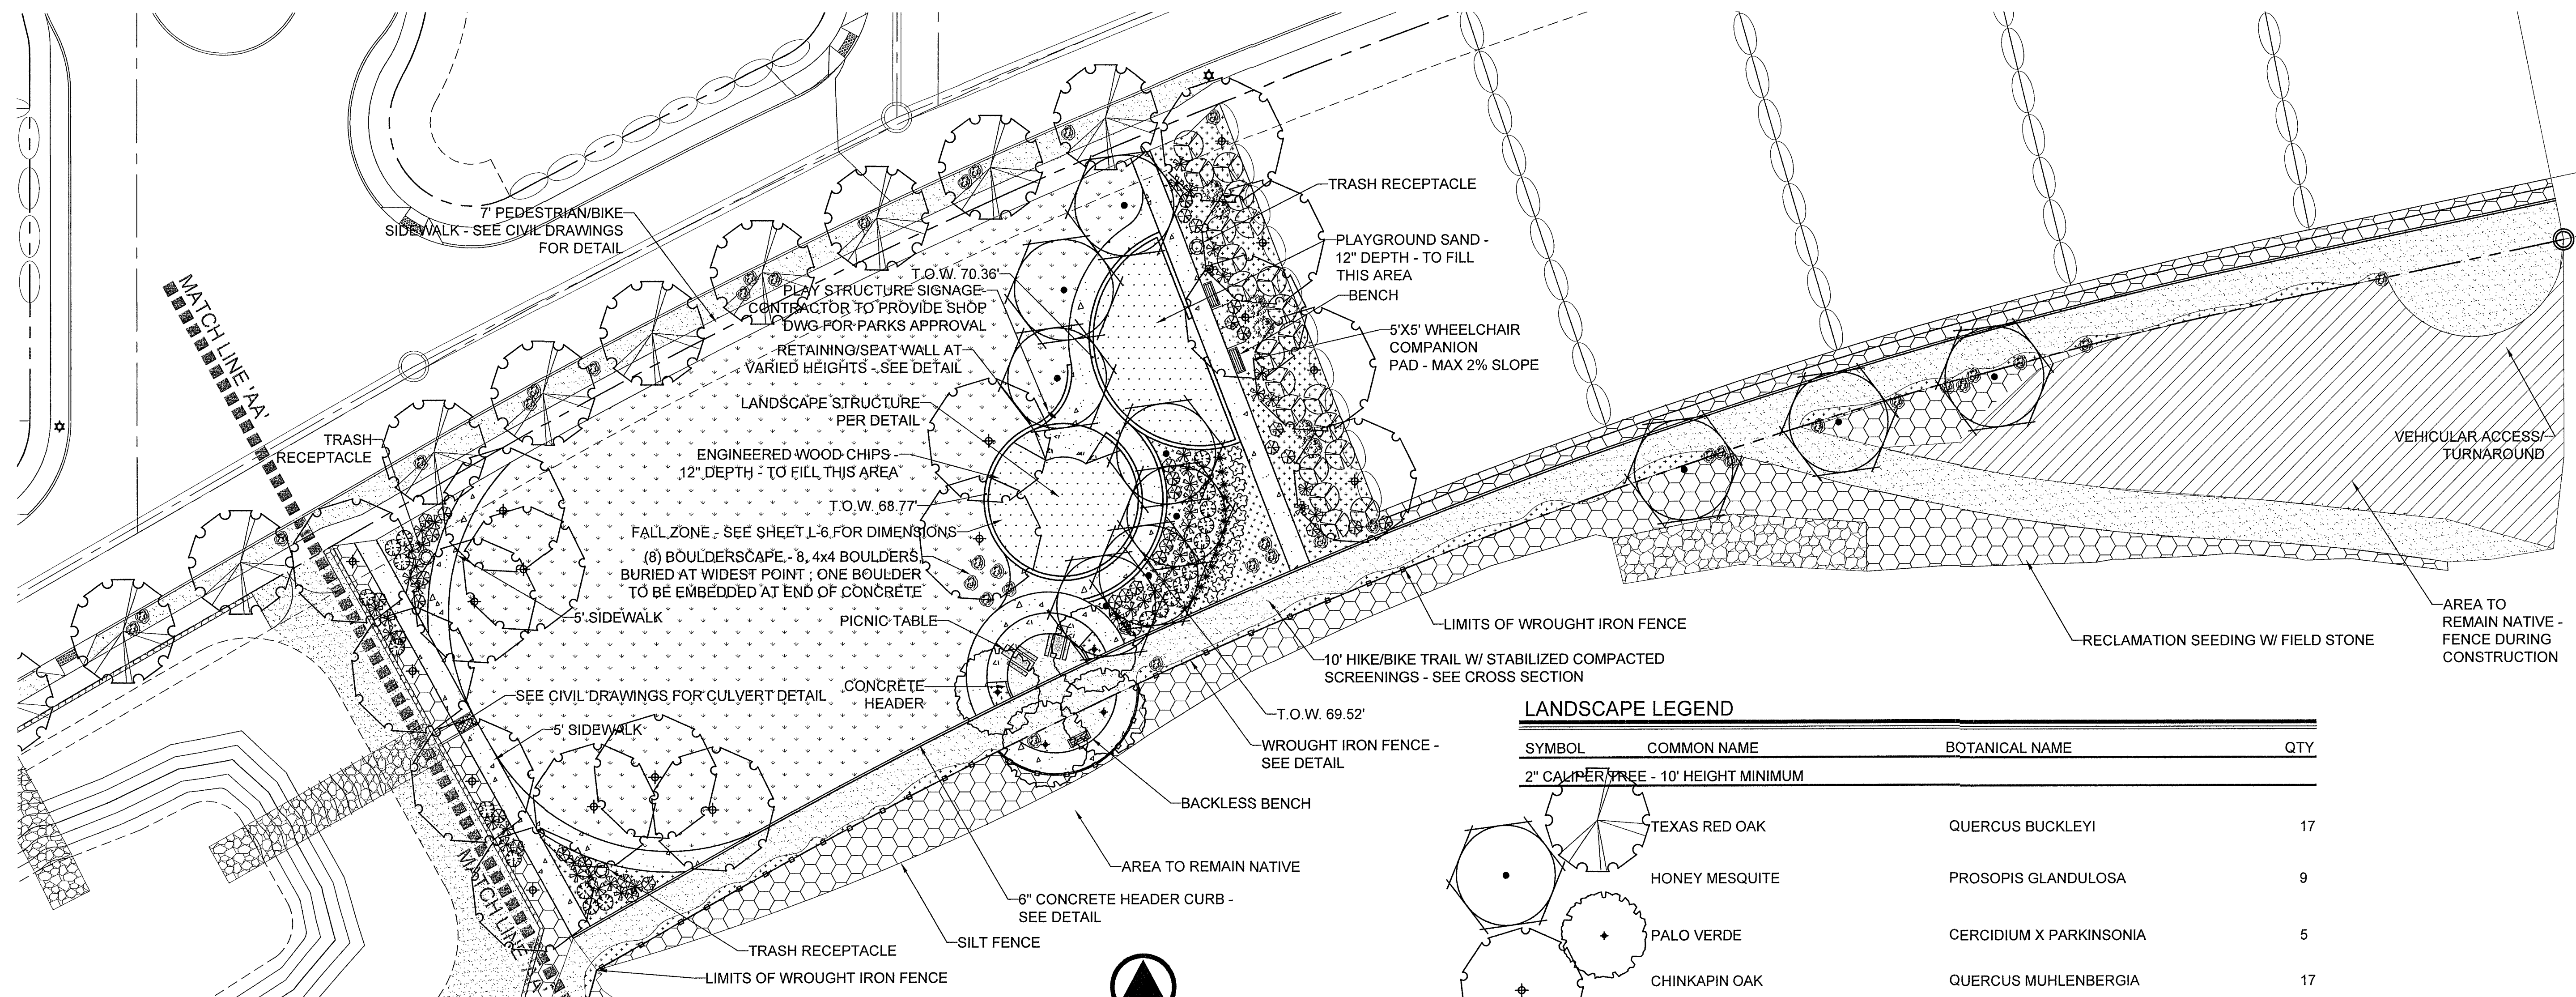 7' PEDESTRIAN/BIKE
SIDEWALK - SEE CIVIL DRAWINGS
FOR DETAIL
MATCH LINE 'AA'
TRASH
RECEPTACLE
T.O.W. 70.36'
PLAY STRUCTURE SIGNAGE-
CONTRACTOR TO PROVIDE SHOP
DWG FOR PARKS APPROVAL
RETAINING/SEAT WALL AT
VARIED HEIGHTS - SEE DETAIL
LANDSCAPE STRUCTURE
PER DETAIL
ENGINEERED WOOD CHIPS -
12" DEPTH - TO FILL THIS AREA
T.O.W. 68.77'
FALL ZONE - SEE SHEET L-6 FOR DIMENSIONS
(8) BOULDERSCAPE - 8, 4x4 BOULDERS
BURIED AT WIDEST POINT ; ONE BOULDER
TO BE EMBEDDED AT END OF CONCRETE
5' SIDEWALK
PICNIC TABLE
SEE CIVIL DRAWINGS FOR CULVERT DETAIL
CONCRETE
HEADER
5' SIDEWALK
MATCH LINE
TRASH RECEPTACLE
LIMITS OF WROUGHT IRON FENCE
SILT FENCE
6" CONCRETE HEADER CURB -
SEE DETAIL
AREA TO REMAIN NATIVE
BACKLESS BENCH
WROUGHT IRON FENCE -
SEE DETAIL
T.O.W. 69.52'
10' HIKE/BIKE TRAIL W/ STABILIZED COMPACTED
SCREENINGS - SEE CROSS SECTION
LIMITS OF WROUGHT IRON FENCE
TRASH RECEPTACLE
PLAYGROUND SAND -
12" DEPTH - TO FILL
THIS AREA
BENCH
5'X5' WHEELCHAIR
COMPANION
PAD - MAX 2% SLOPE
VEHICULAR ACCESS/
TURNAROUND
RECLAMATION SEEDING W/ FIELD STONE
AREA TO
REMAIN NATIVE -
FENCE DURING
CONSTRUCTION
LANDSCAPE LEGEND
SYMBOL COMMON NAME BOTANICAL NAME QTY
2" CALIPER TREE - 10' HEIGHT MINIMUM
TEXAS RED OAK QUERCUS BUCKLEYI 17
HONEY MESQUITE PROSOPIS GLANDULOSA 9
PALO VERDE CERCIDIUM X PARKINSONIA 5
CHINKAPIN OAK QUERCUS MUHLENBERGIA 17